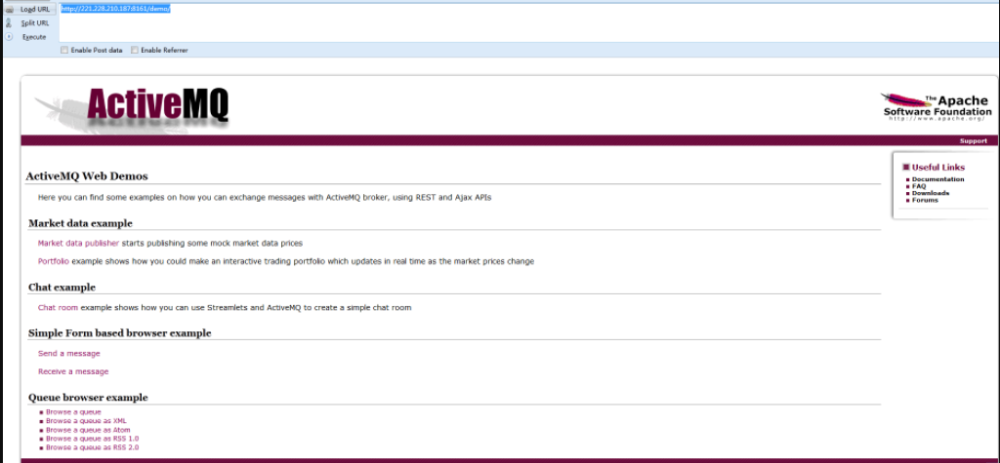 Load URL
http://221.228.210.187:8161/demo/
Split URL
Execute
Enable Post data
Enable Referrer
ActiveMQ
The Apache
Software Foundation
http://www.apache.org/
Support
Useful Links
Documentation
FAQ
Downloads
Forums
ActiveMQ Web Demos
Here you can find some examples on how you can exchange messages with ActiveMQ broker, using REST and Ajax APIs
Market data example
Market data publisher starts publishing some mock market data prices
Portfolio example shows how you could make an interactive trading portfolio which updates in real time as the market prices change
Chat example
Chat room example shows how you can use Streamlets and ActiveMQ to create a simple chat room
Simple Form based browser example
Send a message
Receive a message
Queue browser example
Browse a queue
Browse a queue as XML
Browse a queue as Atom
Browse a queue as RSS 1.0
Browse a queue as RSS 2.0